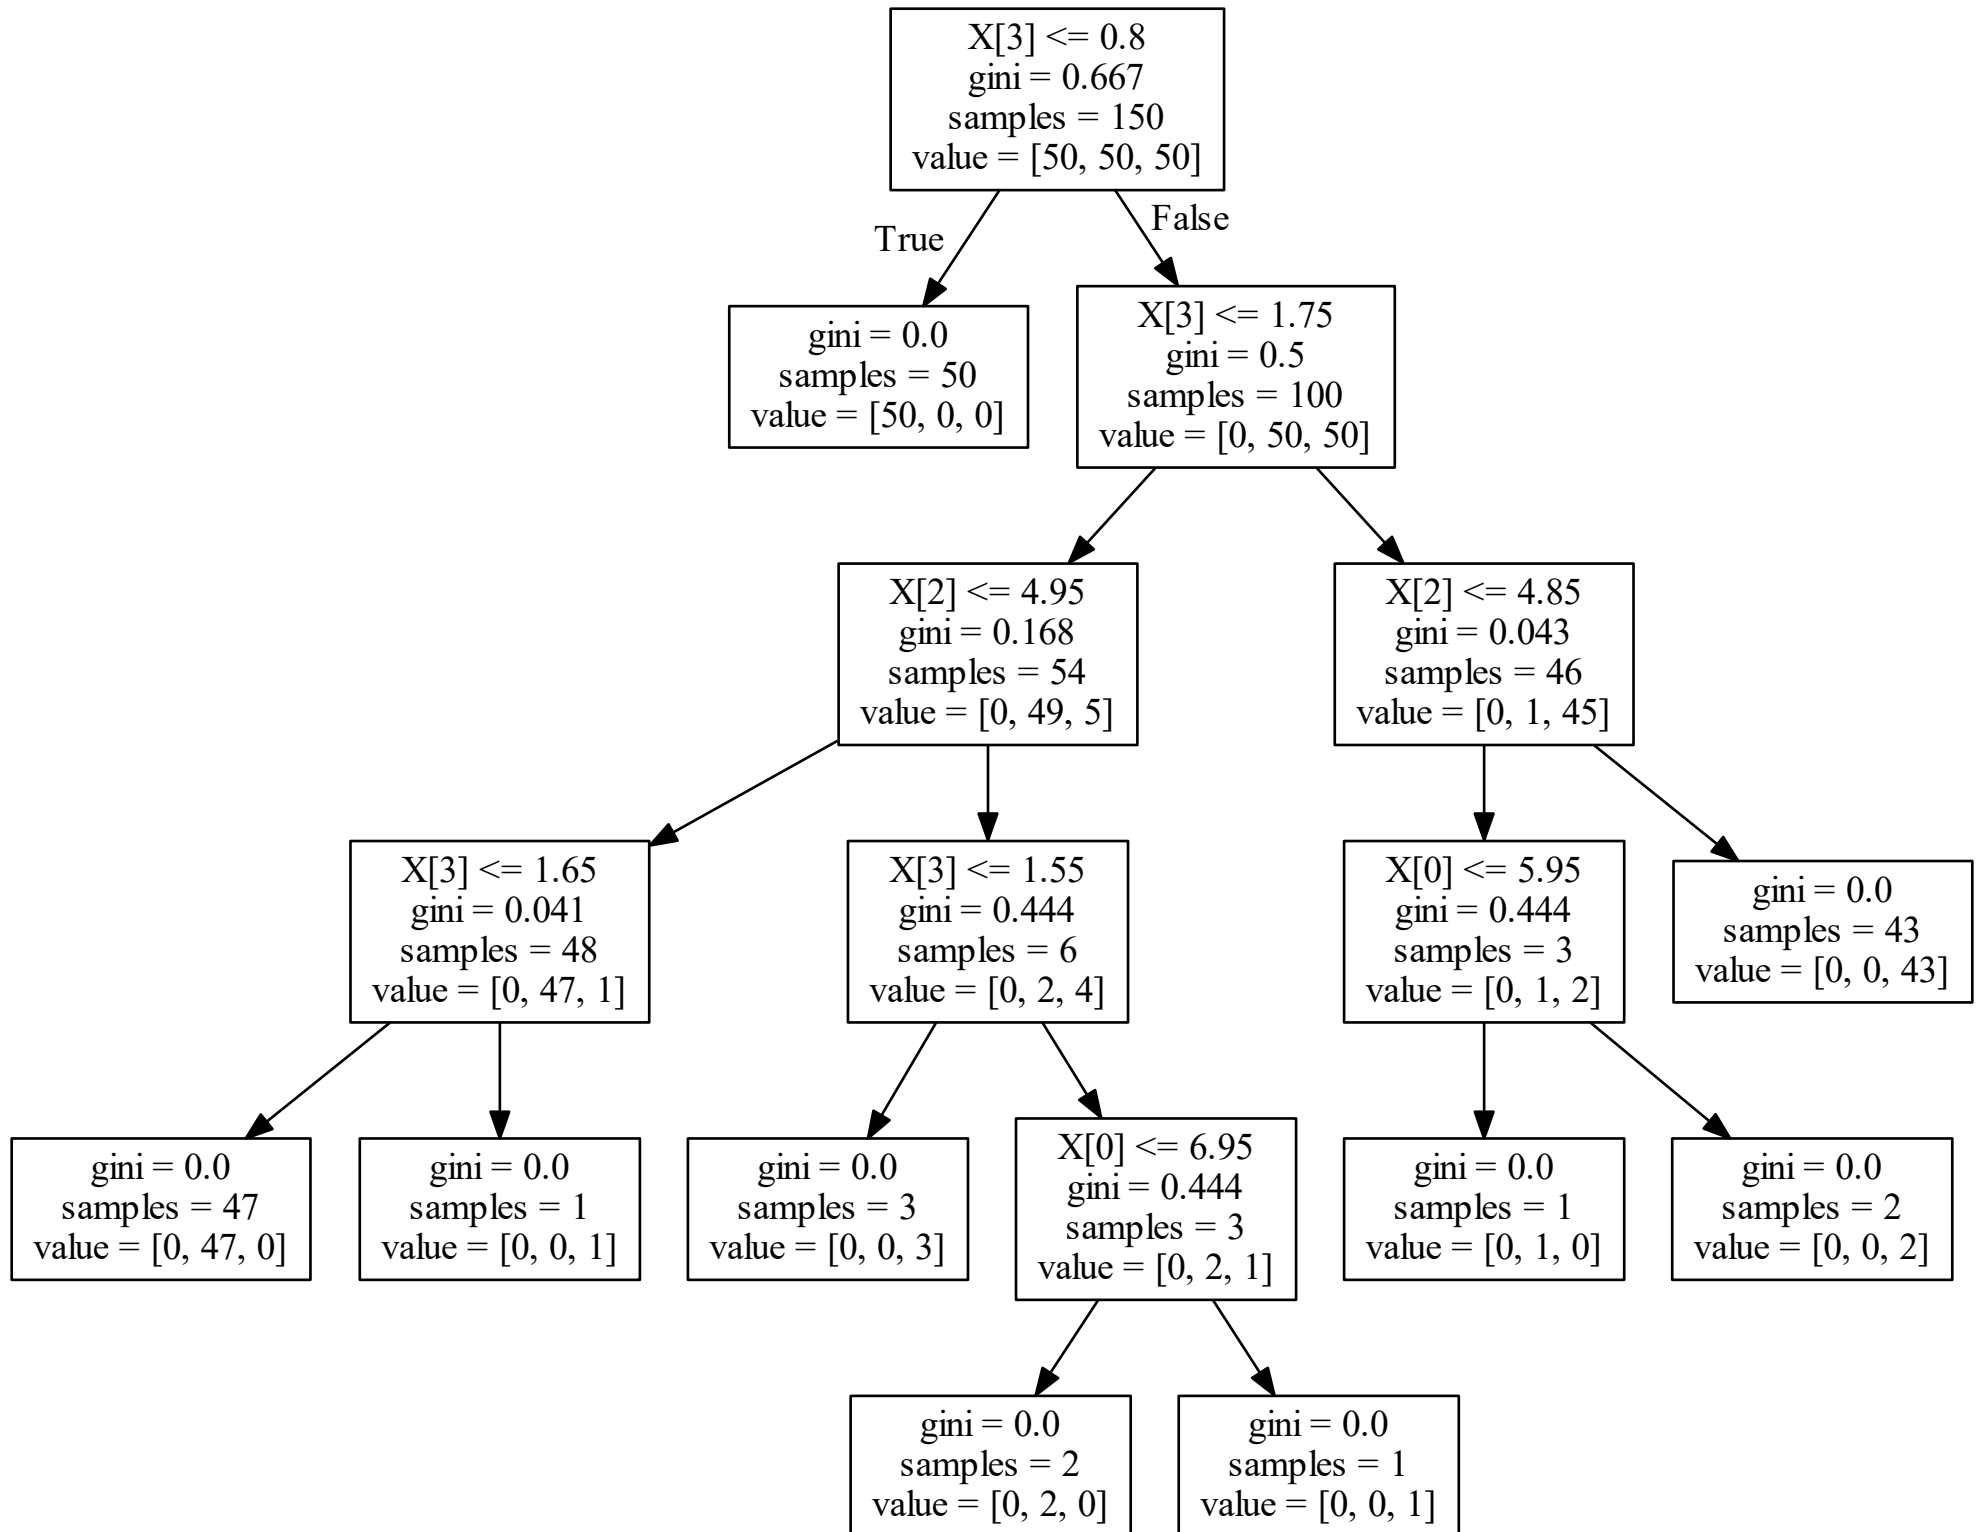 X[3] <= 0.8
gini = 0.667
samples = 150
value = [50, 50, 50]
True
False
gini = 0.0
samples = 50
value = [50, 0, 0]
X[3] <= 1.75
gini = 0.5
samples = 100
value = [0, 50, 50]
X[2] <= 4.95
gini = 0.168
samples = 54
value = [0, 49, 5]
X[2] <= 4.85
gini = 0.043
samples = 46
value = [0, 1, 45]
X[3] <= 1.65
gini = 0.041
samples = 48
value = [0, 47, 1]
X[3] <= 1.55
gini = 0.444
samples = 6
value = [0, 2, 4]
X[0] <= 5.95
gini = 0.444
samples = 3
value = [0, 1, 2]
gini = 0.0
samples = 43
value = [0, 0, 43]
gini = 0.0
samples = 47
value = [0, 47, 0]
gini = 0.0
samples = 1
value = [0, 0, 1]
gini = 0.0
samples = 3
value = [0, 0, 3]
X[0] <= 6.95
gini = 0.444
samples = 3
value = [0, 2, 1]
gini = 0.0
samples = 1
value = [0, 1, 0]
gini = 0.0
samples = 2
value = [0, 0, 2]
gini = 0.0
samples = 2
value = [0, 2, 0]
gini = 0.0
samples = 1
value = [0, 0, 1]